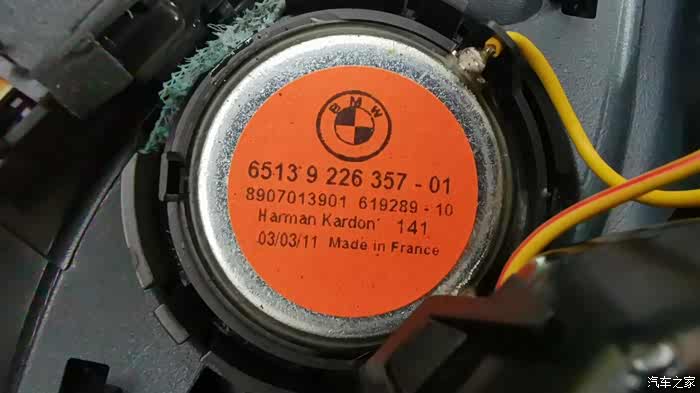 BMW
6513 9 226 357 - 01
8907013901 619289 - 10
Harman Kardon 141
03/03/11 Made in France
汽车之家